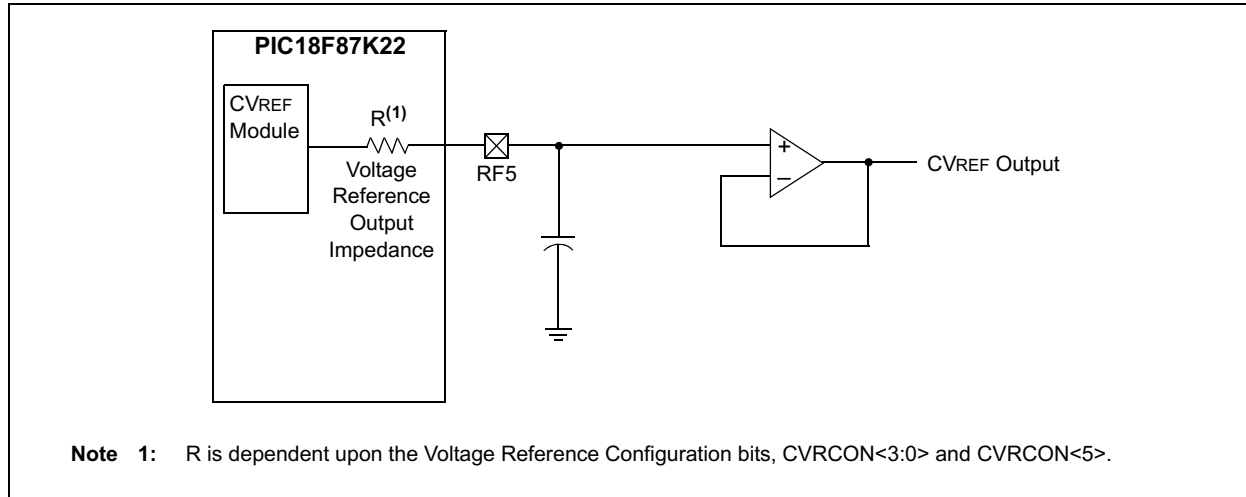 PIC18F87K22
CVREF
Module
R(1)
Voltage
Reference
Output
Impedance
RF5
+
–
CVREF Output
Note 1: R is dependent upon the Voltage Reference Configuration bits, CVRCON<3:0> and CVRCON<5>.